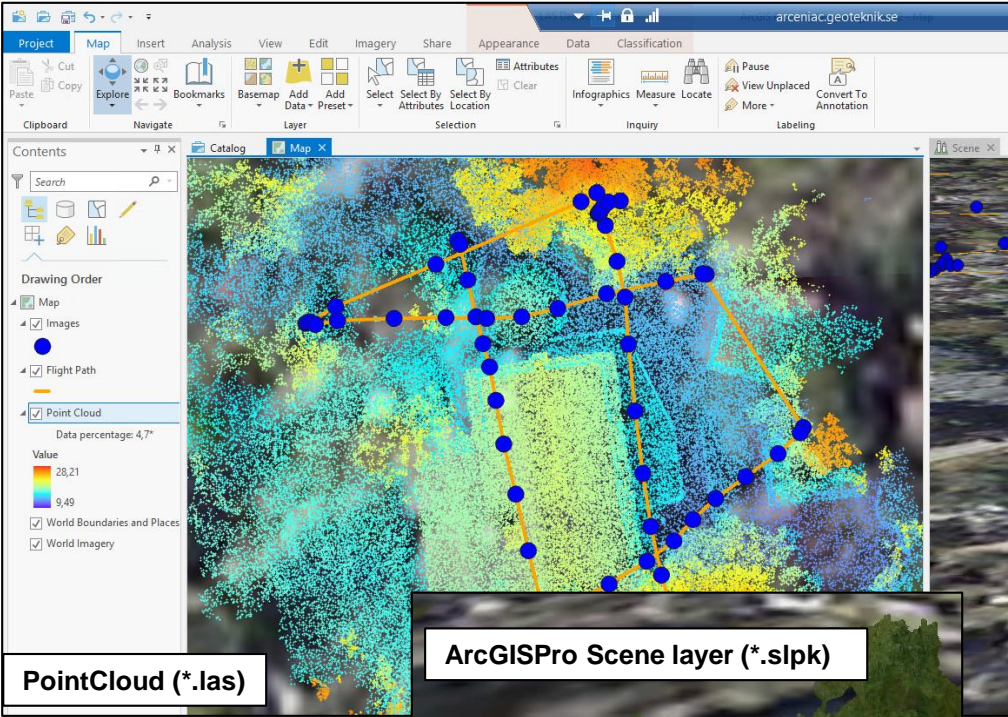 arceniac.geoteknik.se
Project Map Insert Analysis View Edit Imagery Share Appearance Data Classification
Paste
Cut
Copy
Clipboard
Explore
Bookmarks
Navigate
Basemap
Add Data
Add Preset
Layer
Select
Select By Attributes
Select By Location
Attributes
Clear
Selection
Infographics
Measure
Locate
Inquiry
Pause
View Unplaced
More
Convert To Annotation
Labeling
Contents
Search
Catalog
Map
Scene
Drawing Order
Map
Images
Flight Path
Point Cloud
Data percentage: 4,7*
Value
28,21
9,49
World Boundaries and Places
World Imagery
PointCloud (*.las)
ArcGISPro Scene layer (*.slpk)